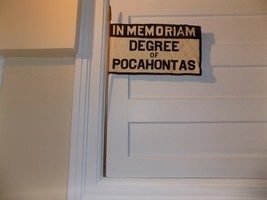 IN MEMORIAM
DEGREE
OF
POCAHONTAS